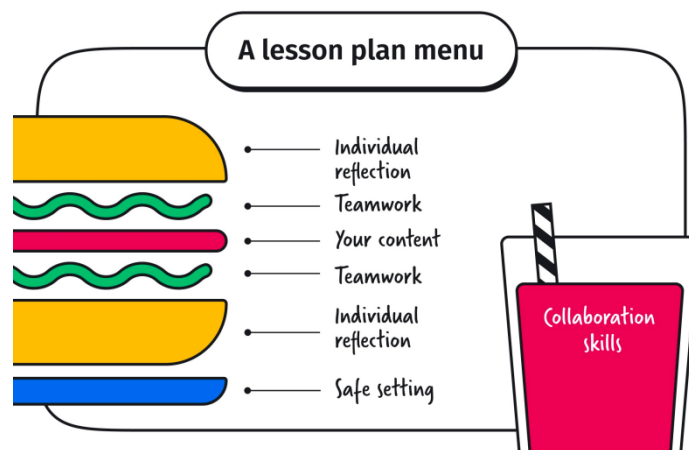 A lesson plan menu
Individual
reflection
Teamwork
Your content
Teamwork
Individual
reflection
Safe setting
Collaboration
skills